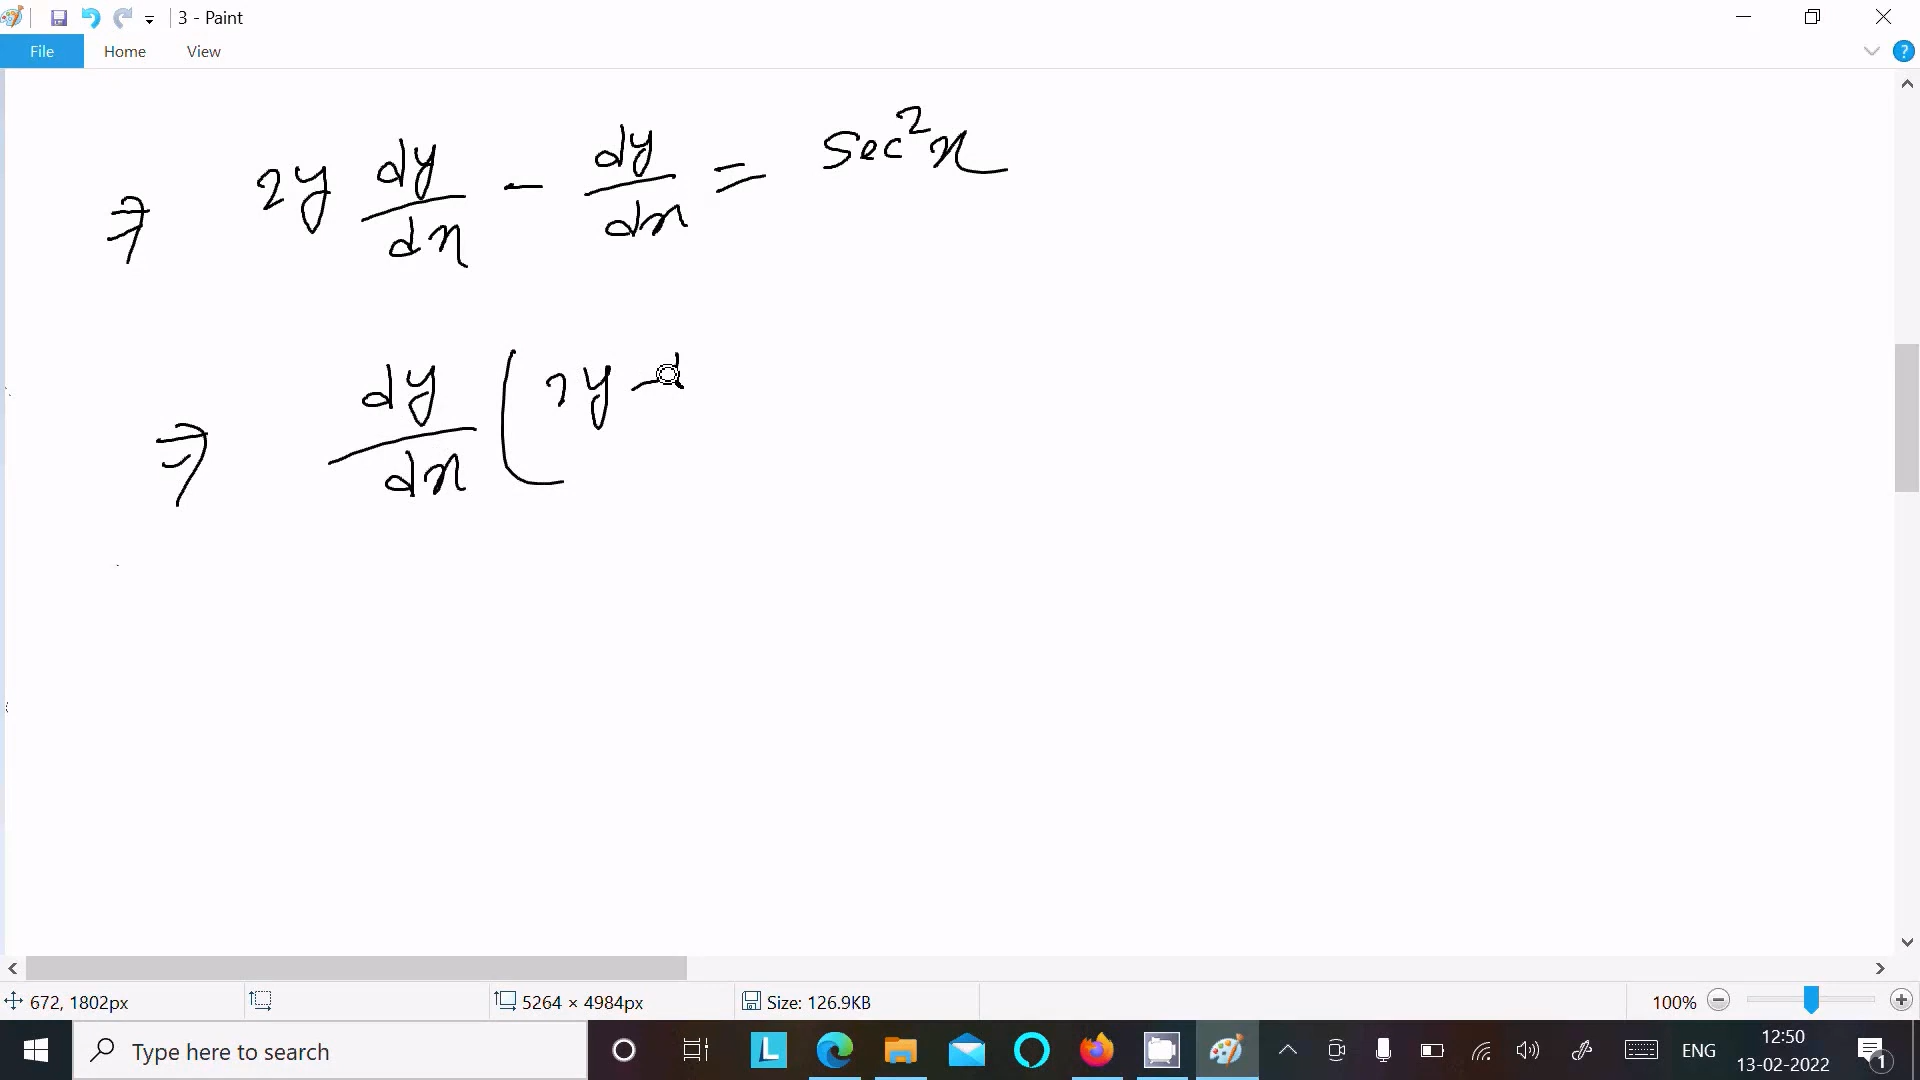 3 - Paint
File Home View
⇒ 2y dy/dx - dy/dx = sec²x
⇒ dy/dx ( 2y -
672, 1802px 5264 × 4984px Size: 126.9KB 100%
Type here to search L ENG 12:50
13-02-2022 1